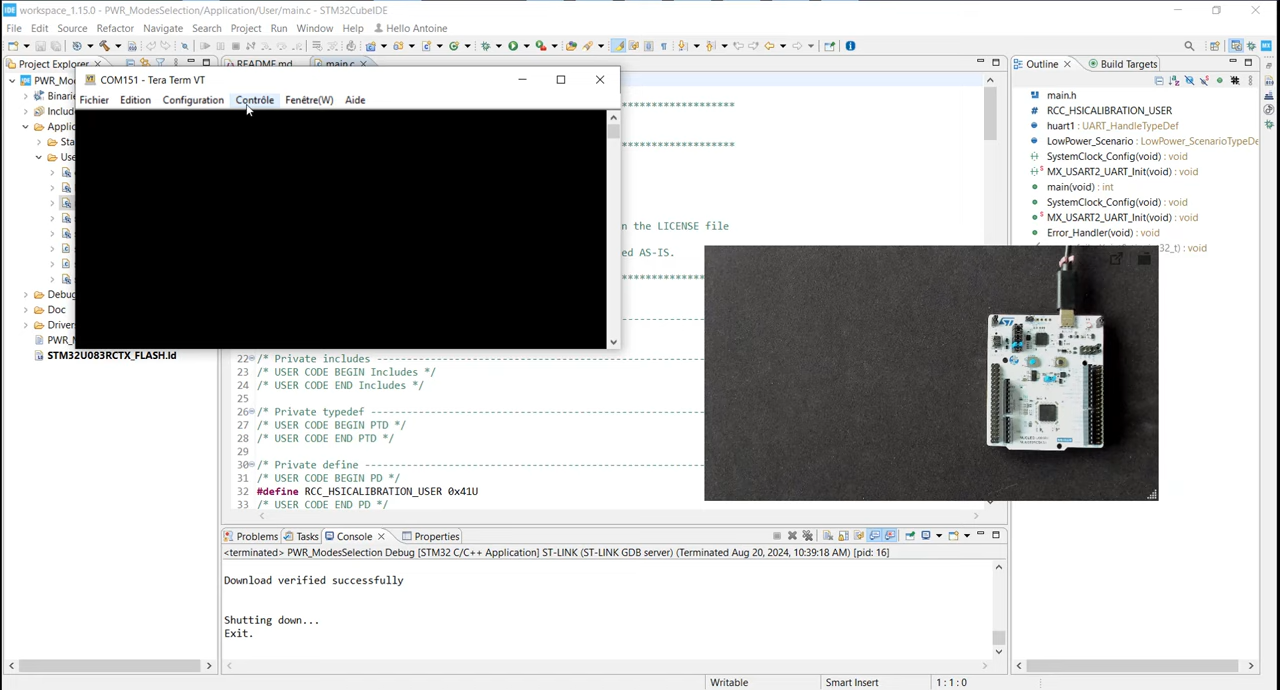 workspace_1.15.0 - PWR_ModesSelection/Application/User/main.c - STM32CubeIDE
File Edit Source Refactor Navigate Search Project Run Window Help Hello Antoine
Project Explorer
README.md
main.c
Outline
Build Targets
COM151 - Tera Term VT
Fichier Edition Configuration Contrôle Fenêtre(W) Aide
PWR_Mo
Binarie
Includ
Applic
Sta
Use
Debug
Doc
Driver
PWR_M
STM32U083RCTX_FLASH.ld
************************
************************
n the LICENSE file
ed AS-IS.
************************
22 /* Private includes ----------------------------------------------------------
23 /* USER CODE BEGIN Includes */
24 /* USER CODE END Includes */
25
26 /* Private typedef -----------------------------------------------------------
27 /* USER CODE BEGIN PTD */
28 /* USER CODE END PTD */
29
30 /* Private define ------------------------------------------------------------
31 /* USER CODE BEGIN PD */
32 #define RCC_HSICALIBRATION_USER 0x41U
33 /* USER CODE END PD */
main.h
RCC_HSICALIBRATION_USER
huart1 : UART_HandleTypeDef
LowPower_Scenario : LowPower_ScenarioTypeDe
SystemClock_Config(void) : void
MX_USART2_UART_Init(void) : void
main(void) : int
SystemClock_Config(void) : void
MX_USART2_UART_Init(void) : void
Error_Handler(void) : void
32_t) : void
Problems Tasks Console Properties
<terminated> PWR_ModesSelection Debug [STM32 C/C++ Application] ST-LINK (ST-LINK GDB server) (Terminated Aug 20, 2024, 10:39:18 AM) [pid: 16]
Download verified successfully
Shutting down...
Exit.
Writable
Smart Insert
1 : 1 : 0